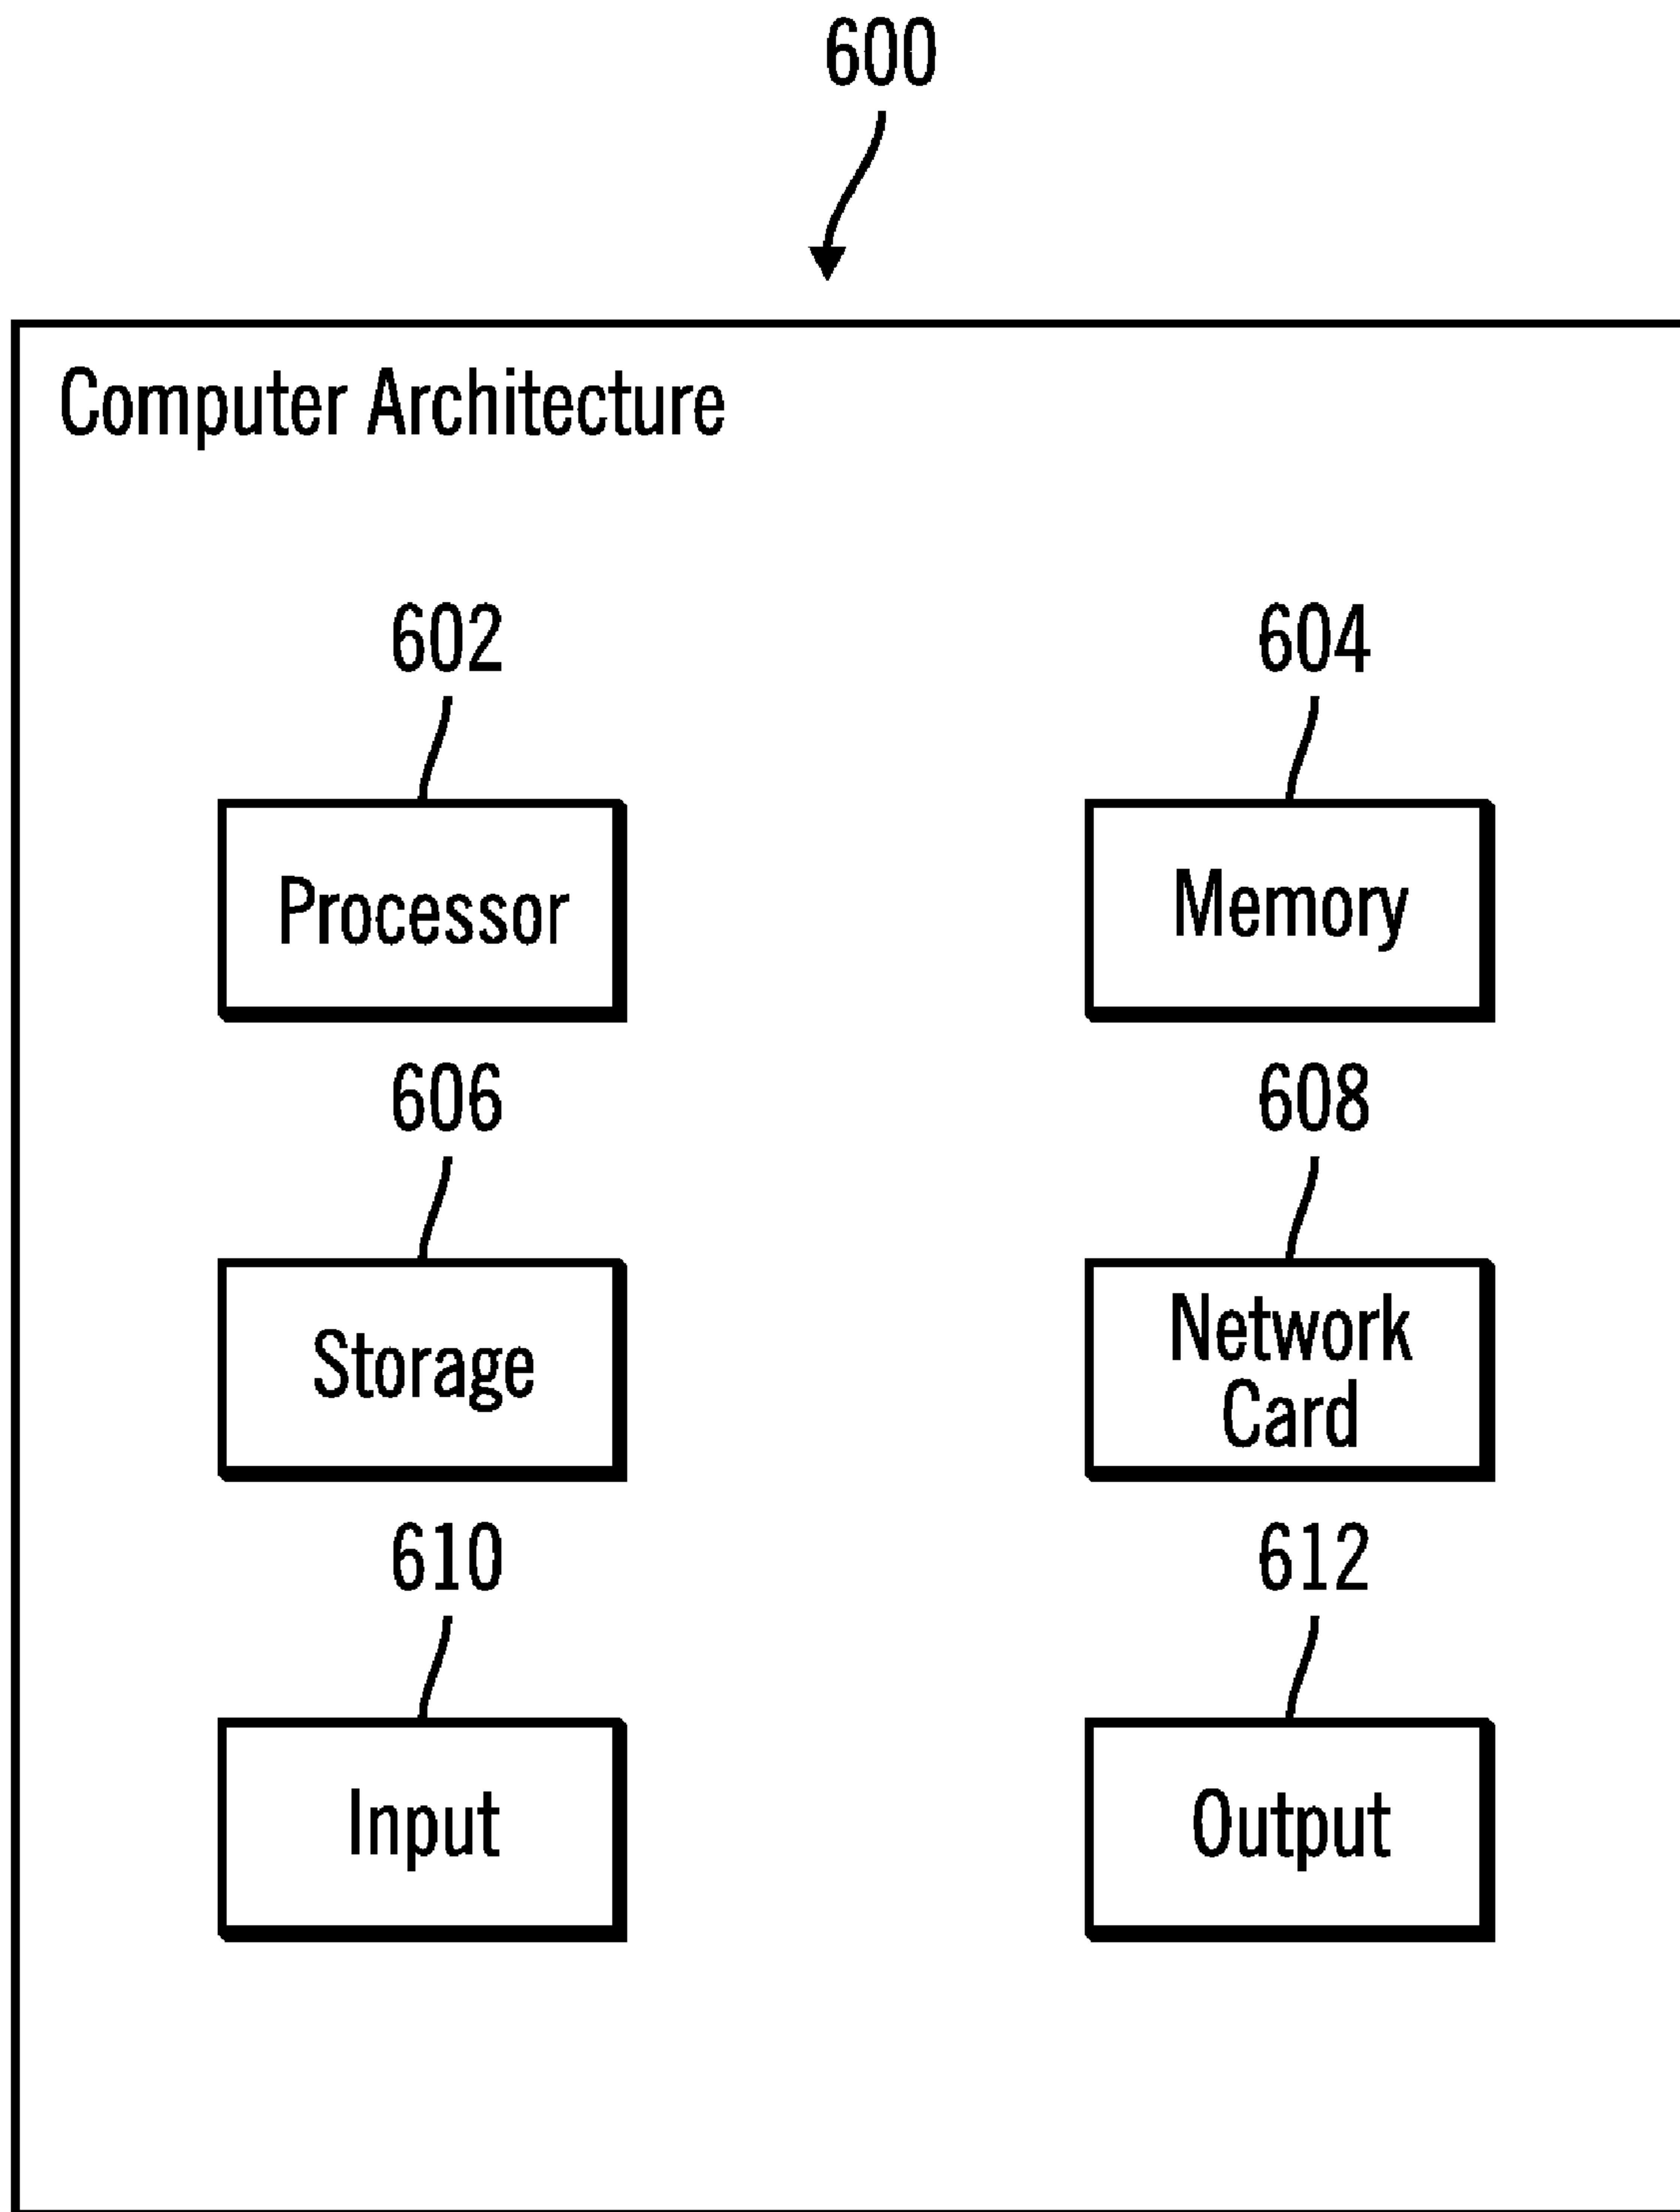 600
Computer Architecture
602
604
Processor
Memory
606
608
Storage
Network
Card
610
612
Input
Output